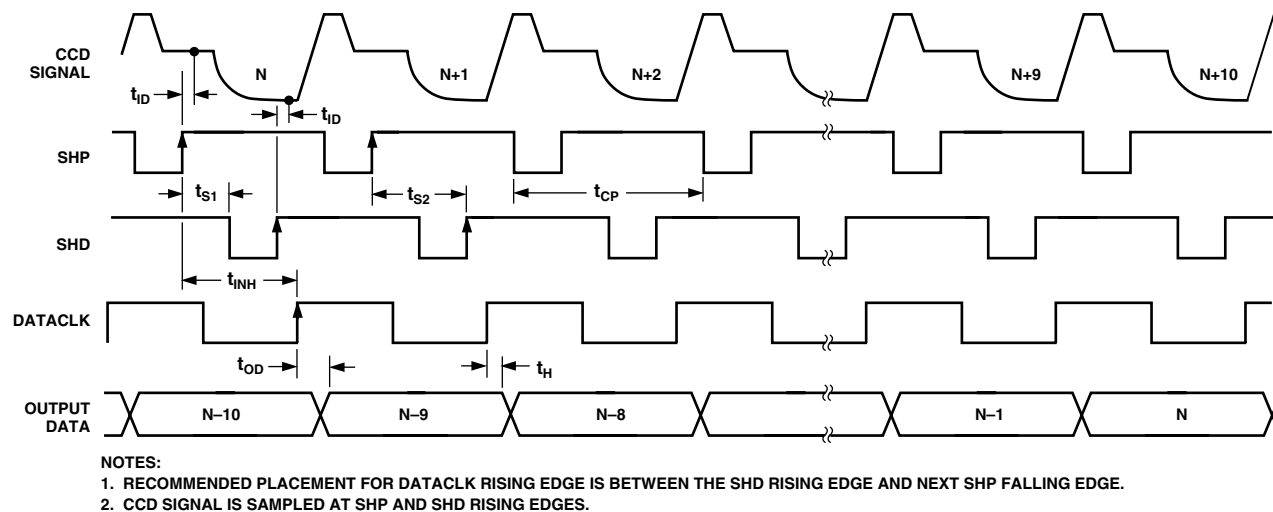 CCD
SIGNAL
N
N+1
N+2
N+9
N+10
tID
tID
SHP
tS1
tS2
tCP
SHD
tINH
DATACLK
tOD
tH
OUTPUT
DATA
N–10
N–9
N–8
N–1
N
NOTES:
1. RECOMMENDED PLACEMENT FOR DATACLK RISING EDGE IS BETWEEN THE SHD RISING EDGE AND NEXT SHP FALLING EDGE.
2. CCD SIGNAL IS SAMPLED AT SHP AND SHD RISING EDGES.